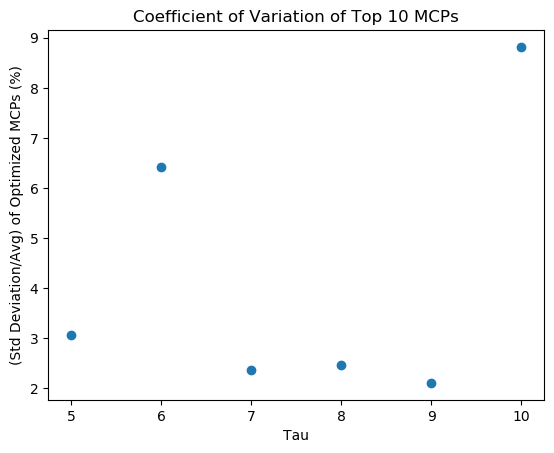 Coefficient of Variation of Top 10 MCPs
(Std Deviation/Avg) of Optimized MCPs (%)
9
8
7
6
5
4
3
2
5 6 7 8 9 10
Tau